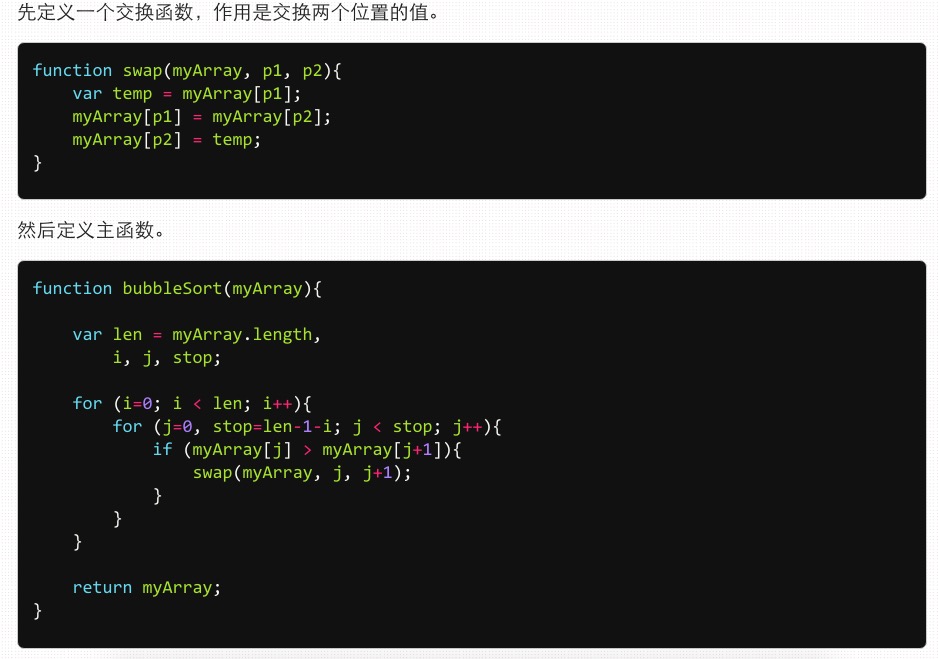 先定义一个交换函数，作用是交换两个位置的值。
function swap(myArray, p1, p2){
    var temp = myArray[p1];
    myArray[p1] = myArray[p2];
    myArray[p2] = temp;
}
然后定义主函数。
function bubbleSort(myArray){
    var len = myArray.length,
        i, j, stop;
    for (i=0; i < len; i++){
        for (j=0, stop=len-1-i; j < stop; j++){
            if (myArray[j] > myArray[j+1]){
                swap(myArray, j, j+1);
            }
        }
    }
    return myArray;
}